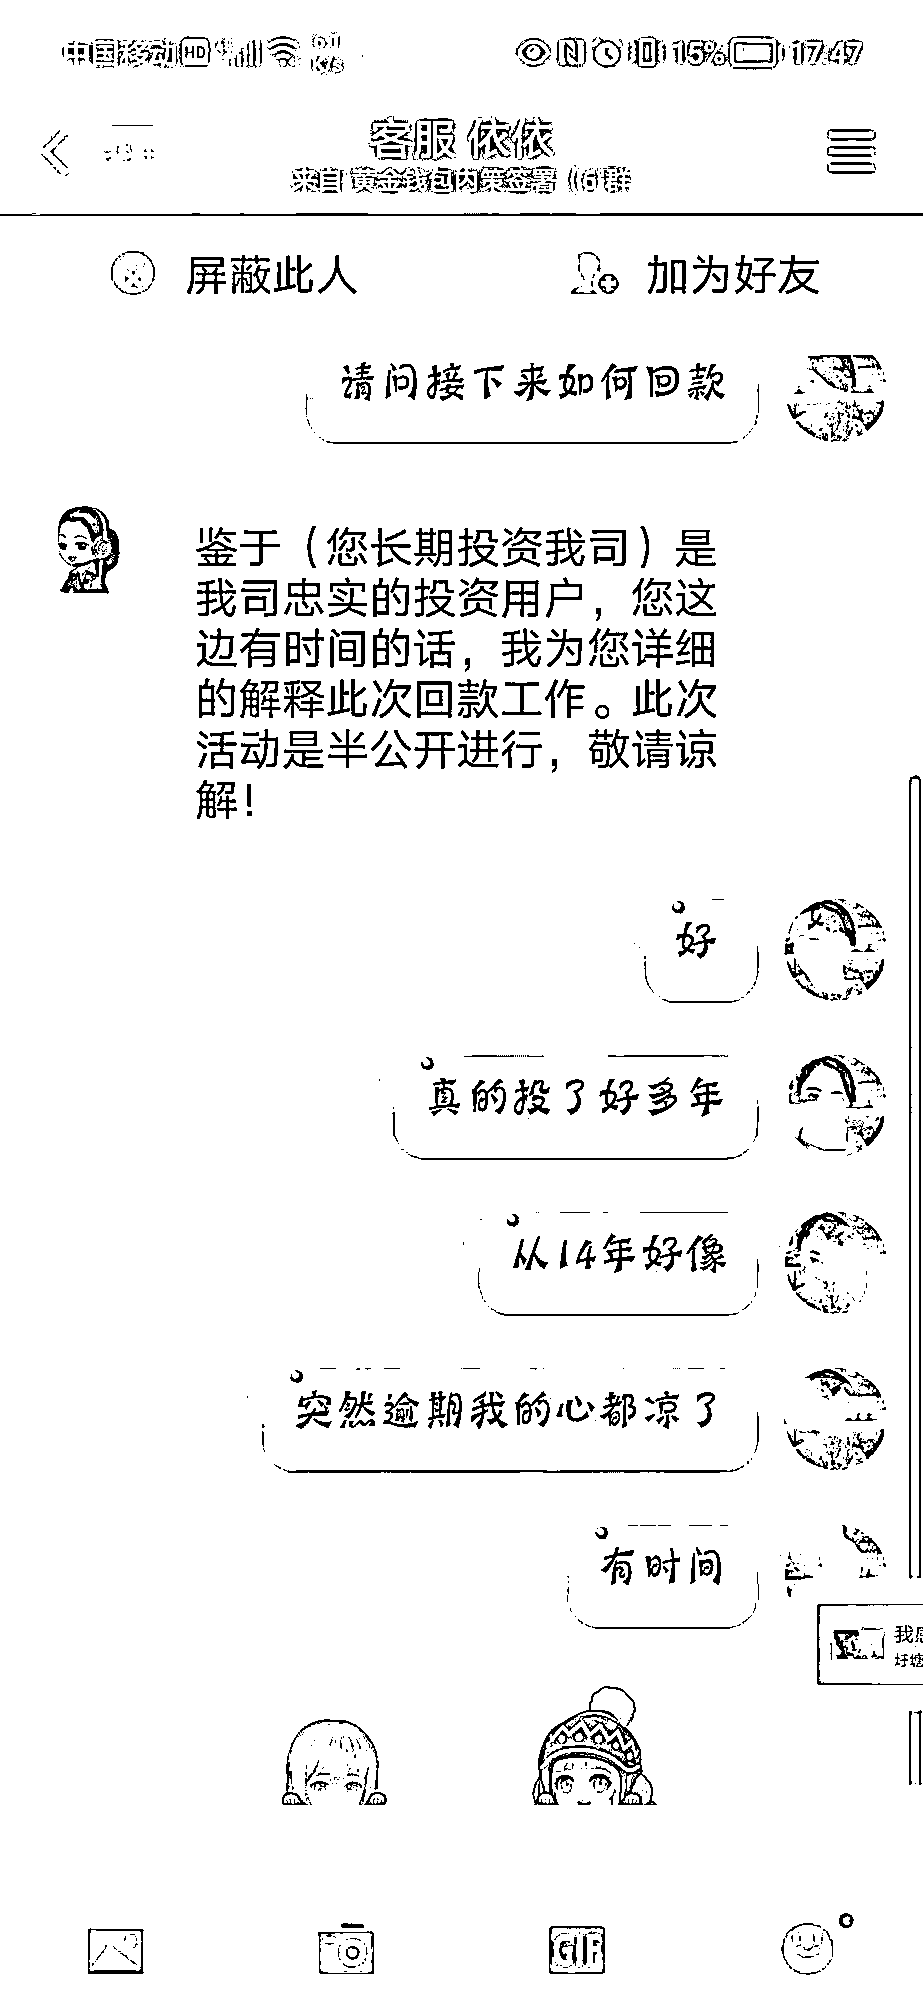 中国移动 HD 15% 17:47
客服 依依
来自 黄金钱包内策签署（6）群
屏蔽此人 加为好友
请问接下来如何回款
鉴于（您长期投资我司）是
我司忠实的投资用户，您这
边有时间的话，我为您详细
的解释此次回款工作。此次
活动是半公开进行，敬请谅
解！
好
真的投了好多年
从14年好像
突然逾期我的心都凉了
有时间
GIF